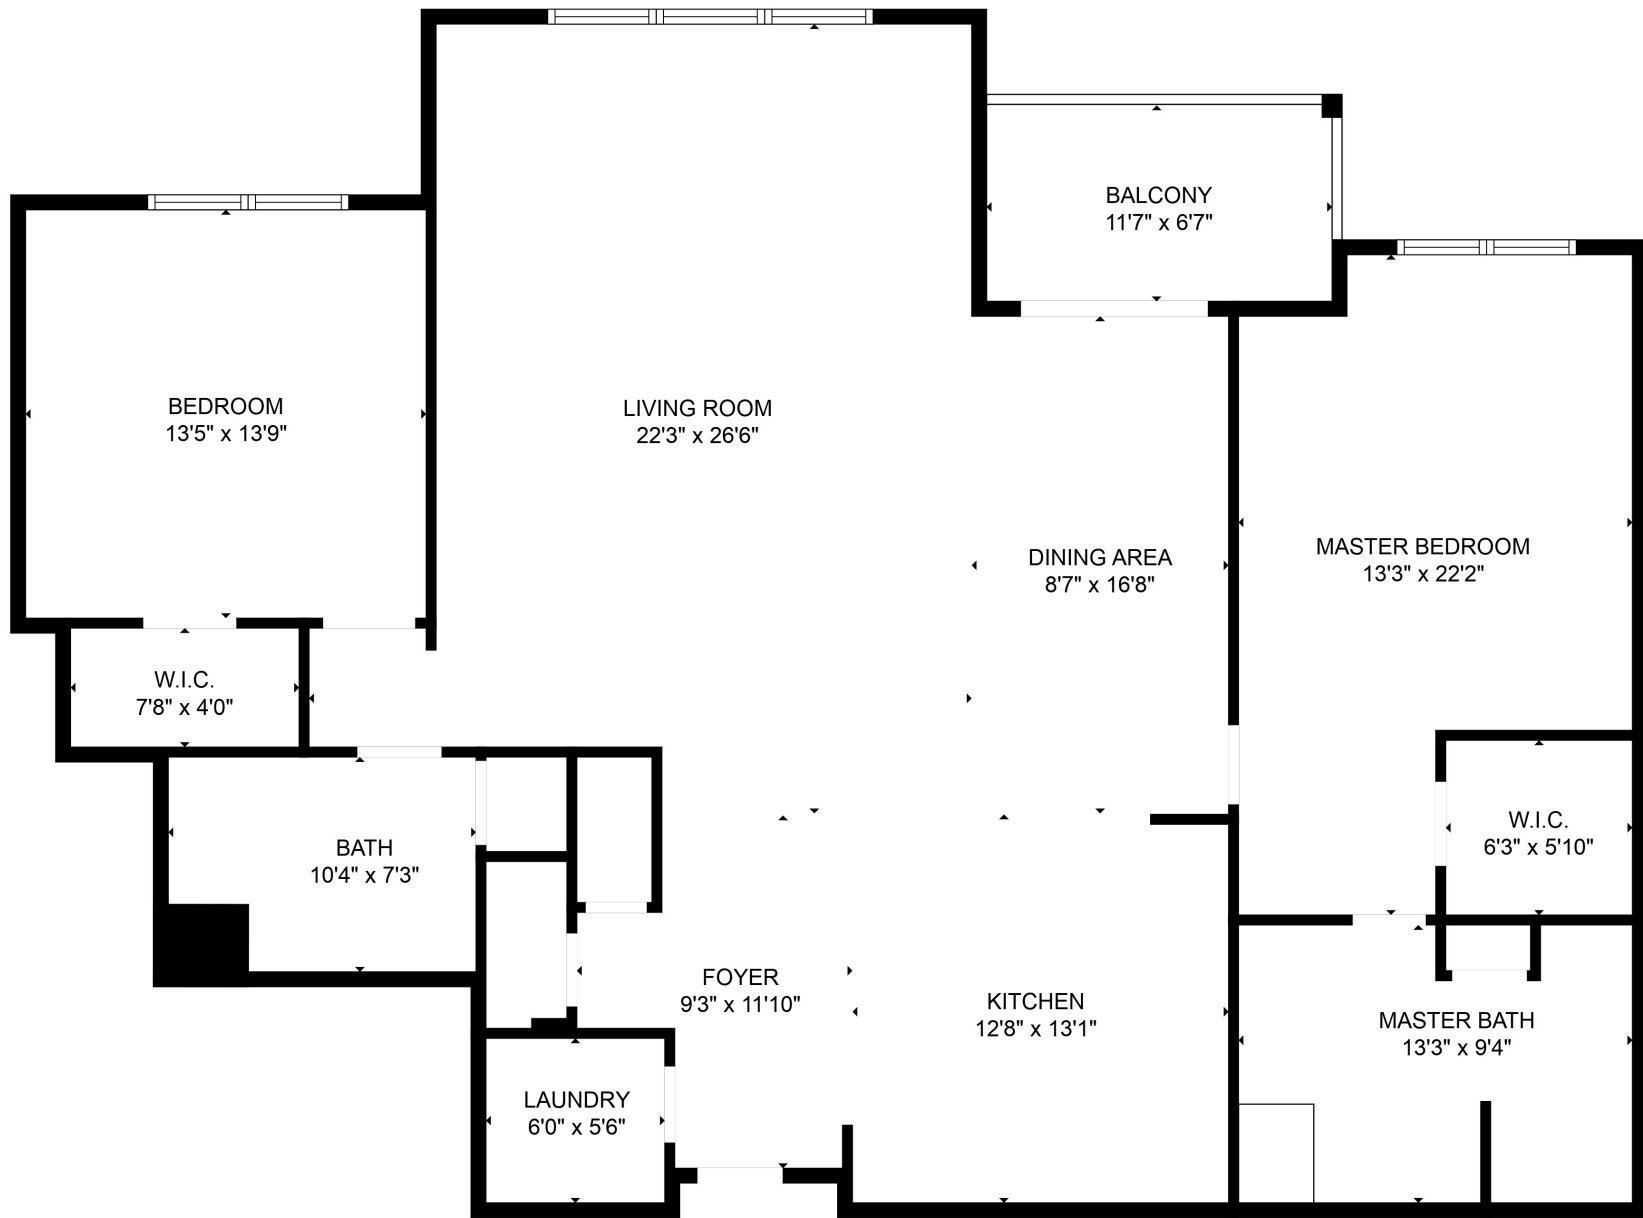 BALCONY
11'7" x 6'7"
BEDROOM
13'5" x 13'9"
LIVING ROOM
22'3" x 26'6"
DINING AREA
8'7" x 16'8"
MASTER BEDROOM
13'3" x 22'2"
W.I.C.
7'8" x 4'0"
BATH
10'4" x 7'3"
W.I.C.
6'3" x 5'10"
FOYER
9'3" x 11'10"
KITCHEN
12'8" x 13'1"
MASTER BATH
13'3" x 9'4"
LAUNDRY
6'0" x 5'6"